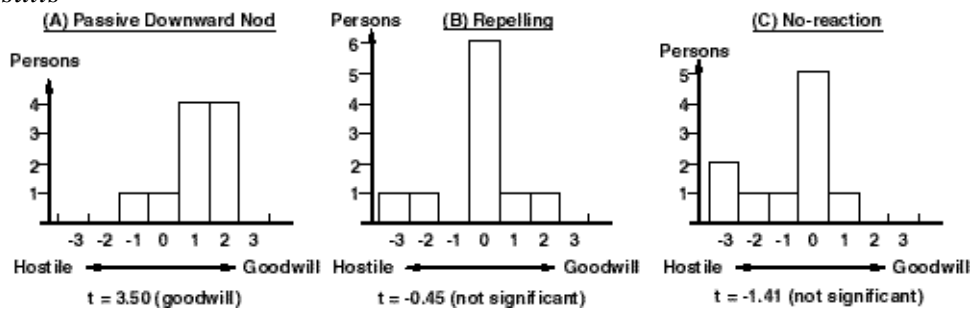 (A) Passive Downward Nod
Persons
4
3
2
1
-3 -2 -1 0 1 2 3
Hostile Goodwill
t = 3.50 (goodwill)
(B) Repelling
Persons
6
5
4
3
2
1
-3 -2 -1 0 1 2 3
Hostile Goodwill
t = -0.45 (not significant)
(C) No-reaction
Persons
5
4
3
2
1
-3 -2 -1 0 1 2 3
Hostile Goodwill
t = -1.41 (not significant)